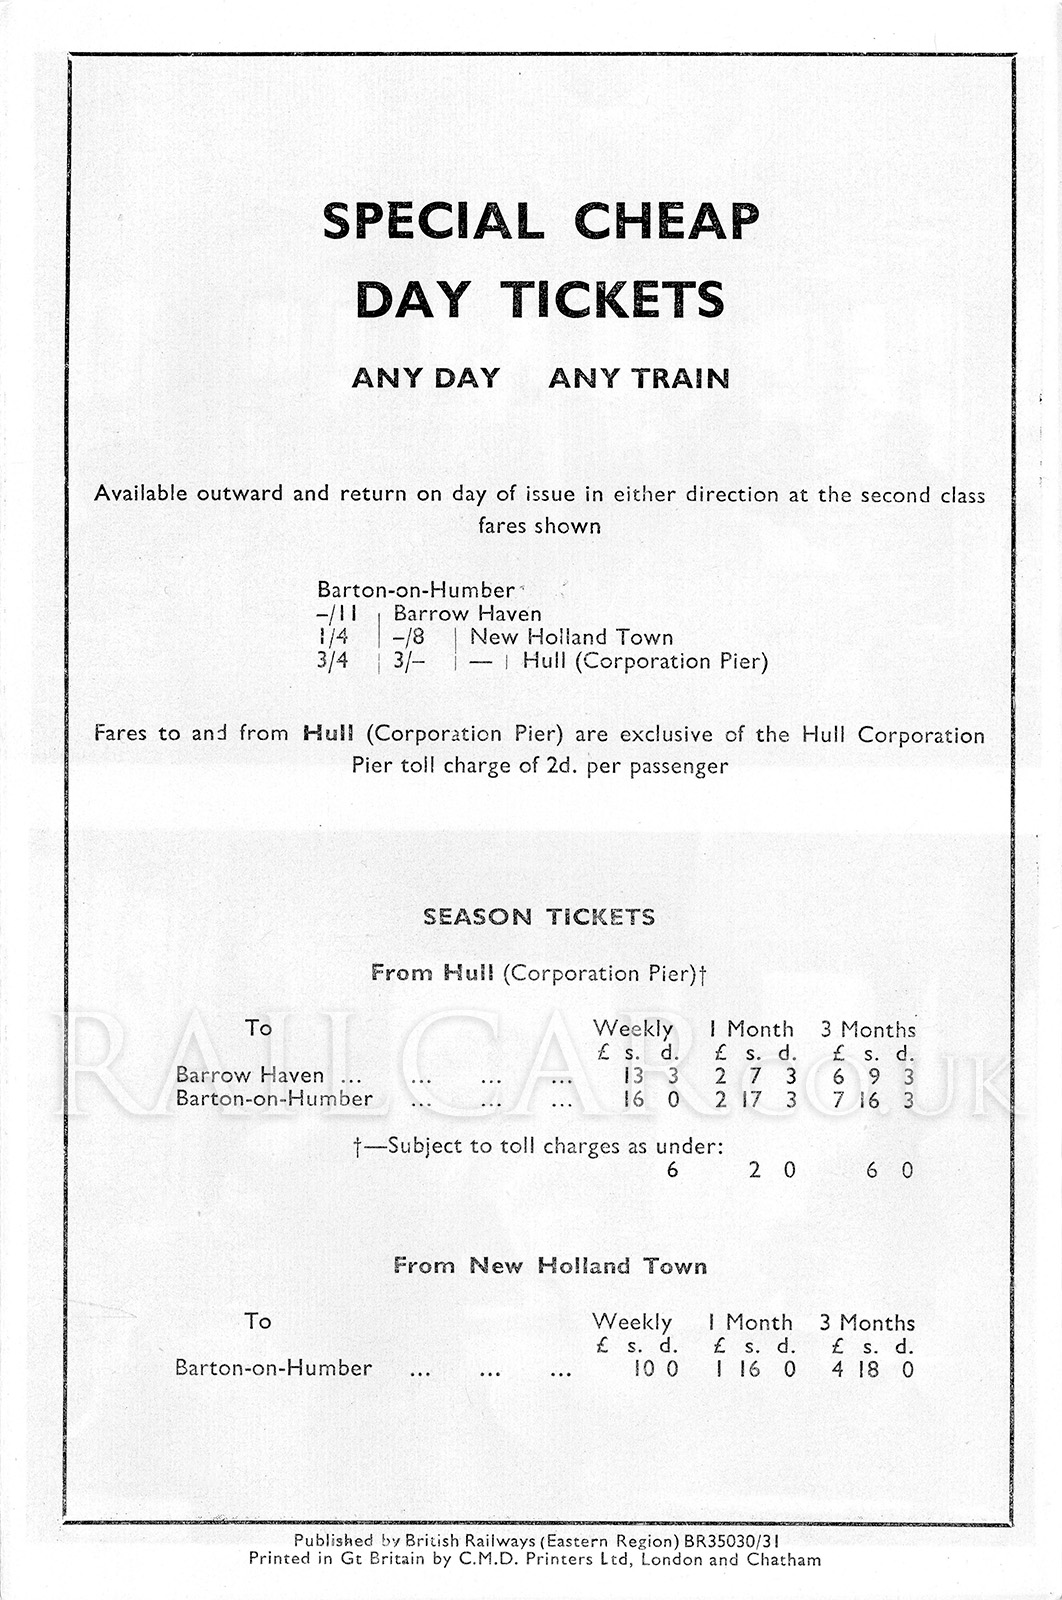 SPECIAL CHEAP
DAY TICKETS
ANY DAY ANY TRAIN
Available outward and return on day of issue in either direction at the second class
fares shown
Barton-on-Humber
-/11 | Barrow Haven
1/4 | -/8 | New Holland Town
3/4 | 3/- | — | Hull (Corporation Pier)
Fares to and from Hull (Corporation Pier) are exclusive of the Hull Corporation
Pier toll charge of 2d. per passenger
SEASON TICKETS
From Hull (Corporation Pier)†
To Weekly 1 Month 3 Months
£ s. d. £ s. d. £ s. d.
Barrow Haven ... ... ... ... 13 3 2 7 3 6 9 3
Barton-on-Humber ... ... ... 16 0 2 17 3 7 16 3
†—Subject to toll charges as under:
6 2 0 6 0
From New Holland Town
To Weekly 1 Month 3 Months
£ s. d. £ s. d. £ s. d.
Barton-on-Humber ... ... ... 10 0 1 16 0 4 18 0
Published by British Railways (Eastern Region) BR35030/31
Printed in Gt Britain by C.M.D. Printers Ltd, London and Chatham
RAILCAR.CO.UK